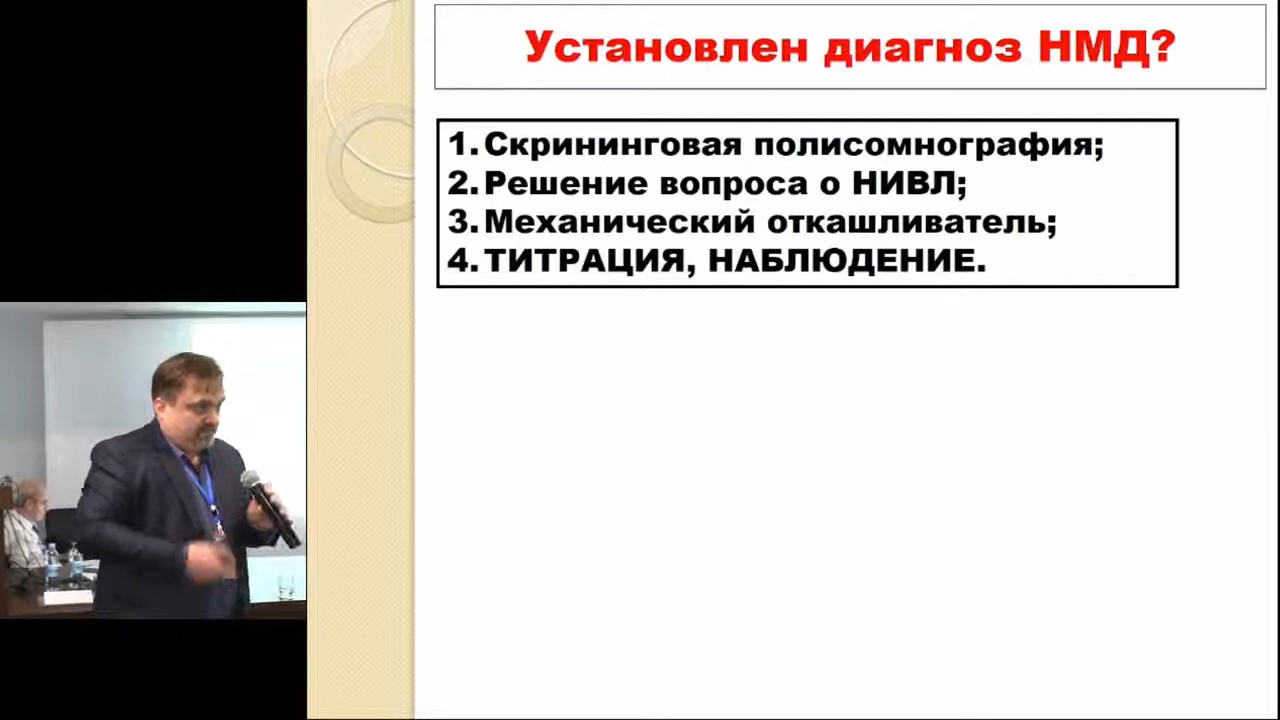 Установлен диагноз НМД?
1. Скрининговая полисомнография;
2. Решение вопроса о НИВЛ;
3. Механический откашливатель;
4. ТИТРАЦИЯ, НАБЛЮДЕНИЕ.